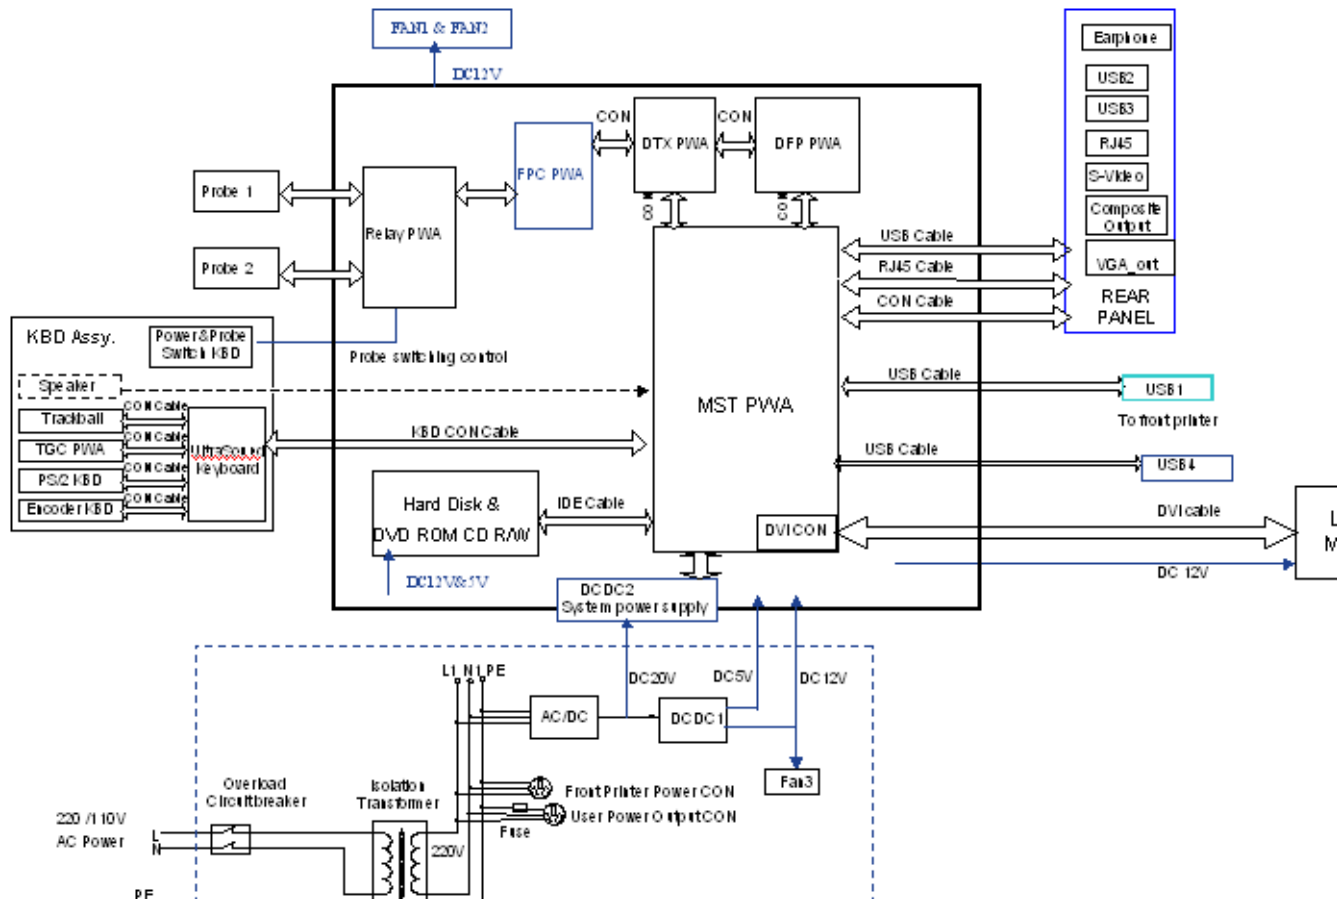 FAN1 & FAN2
DC12V
Earphone
USB2
USB3
RJ45
S-Video
Composite
Output
VGA_out
REAR
PANEL
CON
CON
DTX PWA
DFP PWA
FPC PWA
Probe 1
Relay PWA
Probe 2
USB Cable
RJ45 Cable
CON Cable
KBD Assy.
Power&Probe
Switch KBD
Probe switching control
Speaker
CON Cable
Trackball
CON Cable
TGC PWA
UltraSound
Keyboard
CON Cable
PS/2 KBD
CON Cable
Encoder KBD
KBD CON Cable
MST PWA
USB Cable
USB1
To front printer
USB Cable
USB4
Hard Disk &
DVD ROM CD R/W
IDE Cable
DVI CON
DVI cable
L
M
DC 12V
DC12V&5V
DCDC2
System power supply
L1 N1 PE
DC20V
DC5V
DC12V
AC/DC
DCDC1
Fan3
Overload
Circuitbreaker
Isolation
Transformer
Front Printer Power CON
User Power Output CON
Fuse
220 /110V
AC Power
L
N
220V
PE